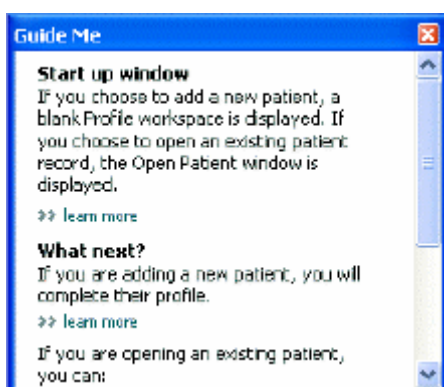 Guide Me
Start up window
If you choose to add a new patient, a
blank Profile workspace is displayed. If
you choose to open an existing patient
record, the Open Patient window is
displayed.
>> learn more
What next?
If you are adding a new patient, you will
complete their profile.
>> learn more
If you are opening an existing patient,
you can: